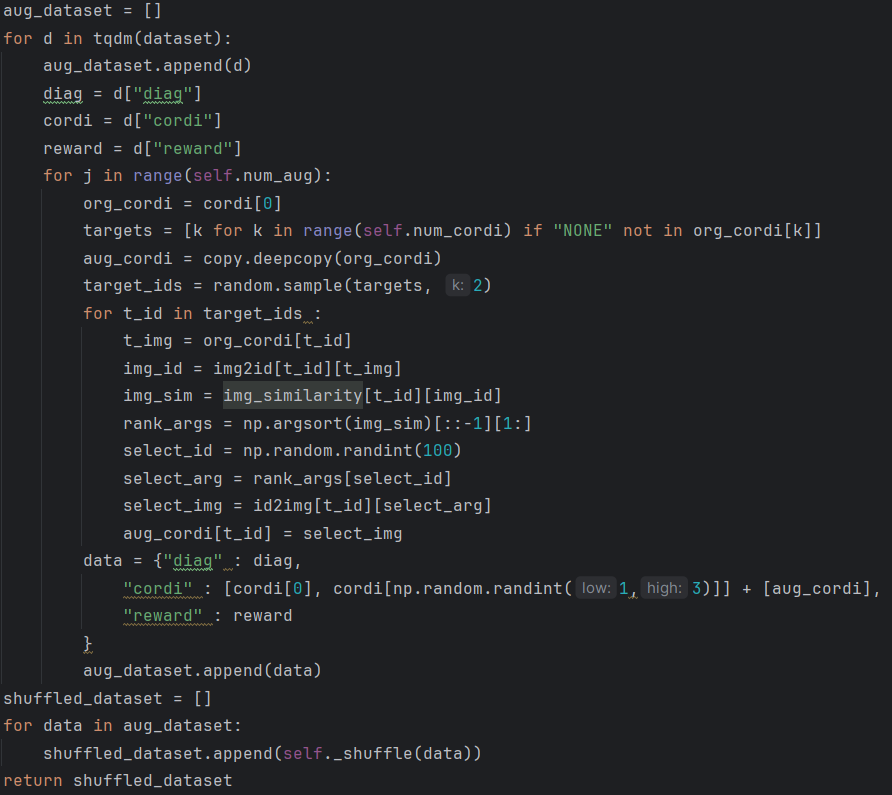 aug_dataset = []
for d in tqdm(dataset):
    aug_dataset.append(d)
    diag = d["diag"]
    cordi = d["cordi"]
    reward = d["reward"]
    for j in range(self.num_aug):
        org_cordi = cordi[0]
        targets = [k for k in range(self.num_cordi) if "NONE" not in org_cordi[k]]
        aug_cordi = copy.deepcopy(org_cordi)
        target_ids = random.sample(targets, k: 2)
        for t_id in target_ids :
            t_img = org_cordi[t_id]
            img_id = img2id[t_id][t_img]
            img_sim = img_similarity[t_id][img_id]
            rank_args = np.argsort(img_sim)[::-1][1:]
            select_id = np.random.randint(100)
            select_arg = rank_args[select_id]
            select_img = id2img[t_id][select_arg]
            aug_cordi[t_id] = select_img
        data = {"diag" : diag,
            "cordi" : [cordi[0], cordi[np.random.randint( low: 1, high: 3)]] + [aug_cordi],
            "reward" : reward
        }
        aug_dataset.append(data)
shuffled_dataset = []
for data in aug_dataset:
    shuffled_dataset.append(self._shuffle(data))
return shuffled_dataset